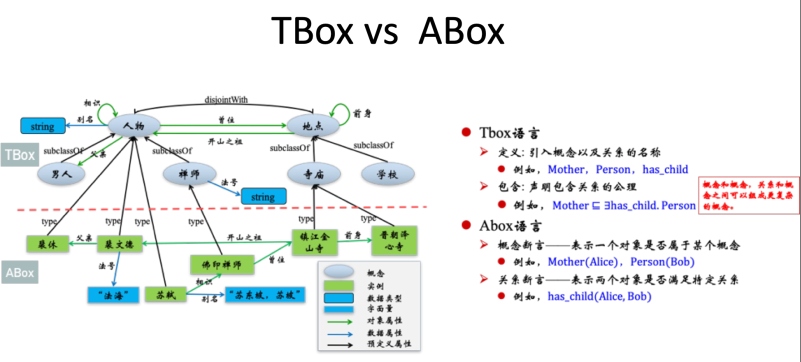 TBox vs ABox
disjointWith
相识
前身
别名
string
人物
曾住
地点
开山之祖
TBox
subclassOf
父亲
subclassOf
subclassOf
subclassOf
男人
禅师
法号
string
寺庙
学校
type
type
type
type
type
type
裴休
父亲
裴文德
开山之祖
镇江金
山寺
前身
晋朝泽
心寺
ABox
法号
type
佛印禅师
曾住
相识
“法海”
苏轼
别名
“苏东坡，苏坡”
概念
实例
数据类型
字面量
对象属性
数据属性
预定义属性
Tbox语言
定义: 引入概念以及关系的名称
例如，Mother，Person，has_child
包含: 声明包含关系的公理
例如，Mother ⊑ ∃has_child. Person
概念和概念，关系和概
念之间可以组成更复杂
的概念。
Abox语言
概念断言——表示一个对象是否属于某个概念
例如，Mother(Alice)，Person(Bob)
关系断言——表示两个对象是否满足特定关系
例如，has_child(Alice, Bob)